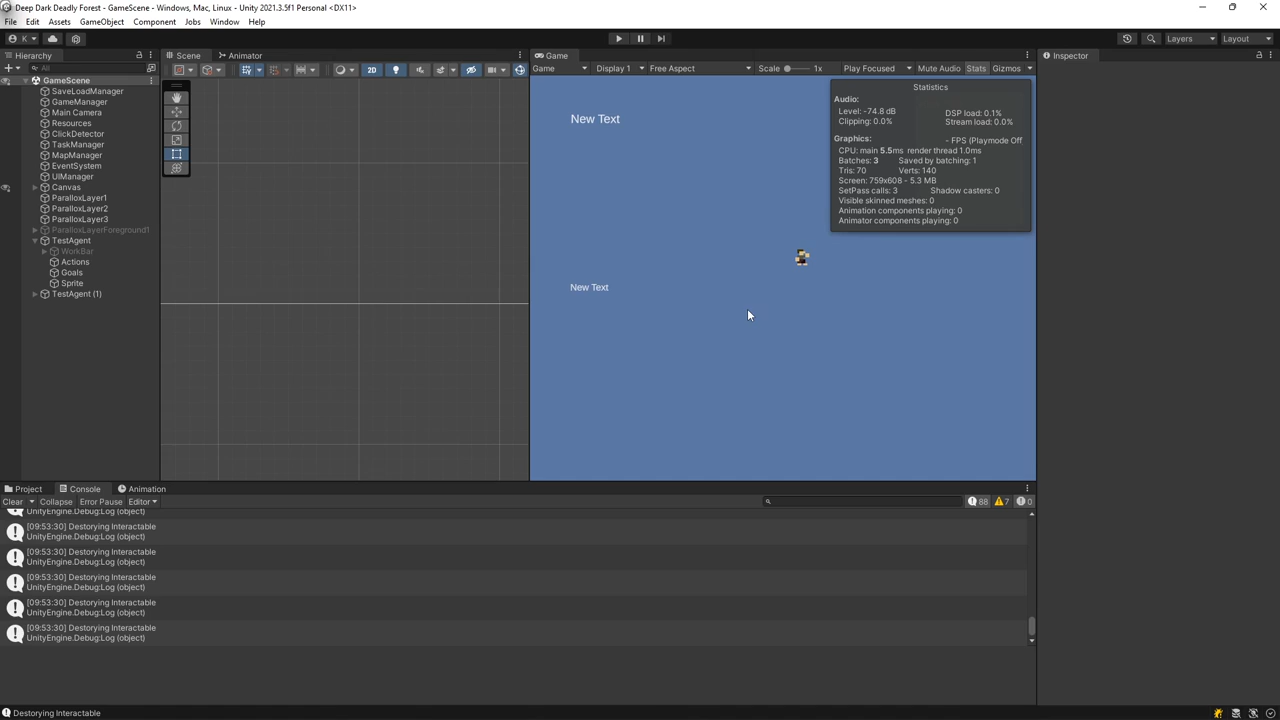 Deep Dark Deadly Forest - GameScene - Windows, Mac, Linux - Unity 2021.3.5f1 Personal <DX11>
File Edit Assets GameObject Component Jobs Window Help
K Layers Layout
Hierarchy Scene Animator Game Inspector
All 2D Game Display 1 Free Aspect Scale 1x Play Focused Mute Audio Stats Gizmos
GameScene
SaveLoadManager
GameManager
Main Camera
Resources
ClickDetector
TaskManager
MapManager
EventSystem
UIManager
Canvas
ParalloxLayer1
ParalloxLayer2
ParalloxLayer3
ParalloxLayerForeground1
TestAgent
WorkBar
Actions
Goals
Sprite
TestAgent (1)
New Text
New Text
Statistics
Audio:
Level: -74.8 dB DSP load: 0.1%
Clipping: 0.0% Stream load: 0.0%
Graphics: - FPS (Playmode Off
CPU: main 5.5ms render thread 1.0ms
Batches: 3 Saved by batching: 1
Tris: 70 Verts: 140
Screen: 759x608 - 5.3 MB
SetPass calls: 3 Shadow casters: 0
Visible skinned meshes: 0
Animation components playing: 0
Animator components playing: 0
Project Console Animation
Clear Collapse Error Pause Editor 88 7 0
UnityEngine.Debug:Log (object)
[09:53:30] Destorying Interactable
UnityEngine.Debug:Log (object)
[09:53:30] Destorying Interactable
UnityEngine.Debug:Log (object)
[09:53:30] Destorying Interactable
UnityEngine.Debug:Log (object)
[09:53:30] Destorying Interactable
UnityEngine.Debug:Log (object)
[09:53:30] Destorying Interactable
UnityEngine.Debug:Log (object)
Destorying Interactable